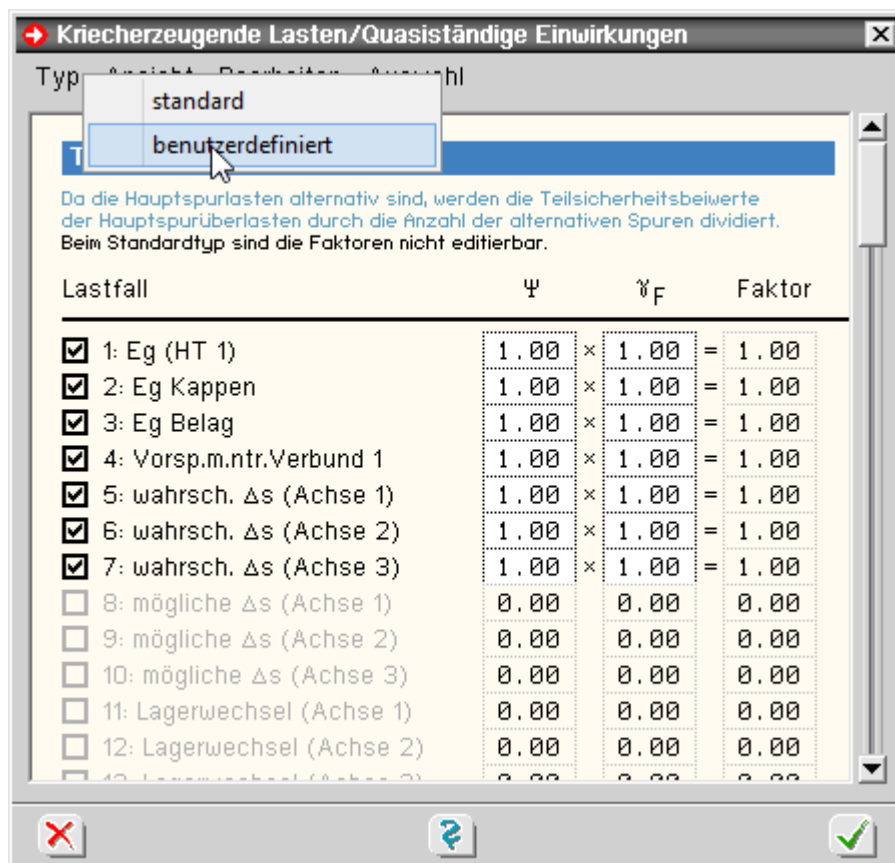 Kriecherzeugende Lasten/Quasiständige Einwirkungen
Typ
standard
benutzerdefiniert
Da die Hauptspurlasten alternativ sind, werden die Teilsicherheitsbeiwerte
der Hauptspurüberlasten durch die Anzahl der alternativen Spuren dividiert.
Beim Standardtyp sind die Faktoren nicht editierbar.
Lastfall Ψ γF Faktor
1: Eg (HT 1) 1.00 × 1.00 = 1.00
2: Eg Kappen 1.00 × 1.00 = 1.00
3: Eg Belag 1.00 × 1.00 = 1.00
4: Vorsp.m.ntr.Verbund 1 1.00 × 1.00 = 1.00
5: wahrsch. Δs (Achse 1) 1.00 × 1.00 = 1.00
6: wahrsch. Δs (Achse 2) 1.00 × 1.00 = 1.00
7: wahrsch. Δs (Achse 3) 1.00 × 1.00 = 1.00
8: mögliche Δs (Achse 1) 0.00 0.00 0.00
9: mögliche Δs (Achse 2) 0.00 0.00 0.00
10: mögliche Δs (Achse 3) 0.00 0.00 0.00
11: Lagerwechsel (Achse 1) 0.00 0.00 0.00
12: Lagerwechsel (Achse 2) 0.00 0.00 0.00